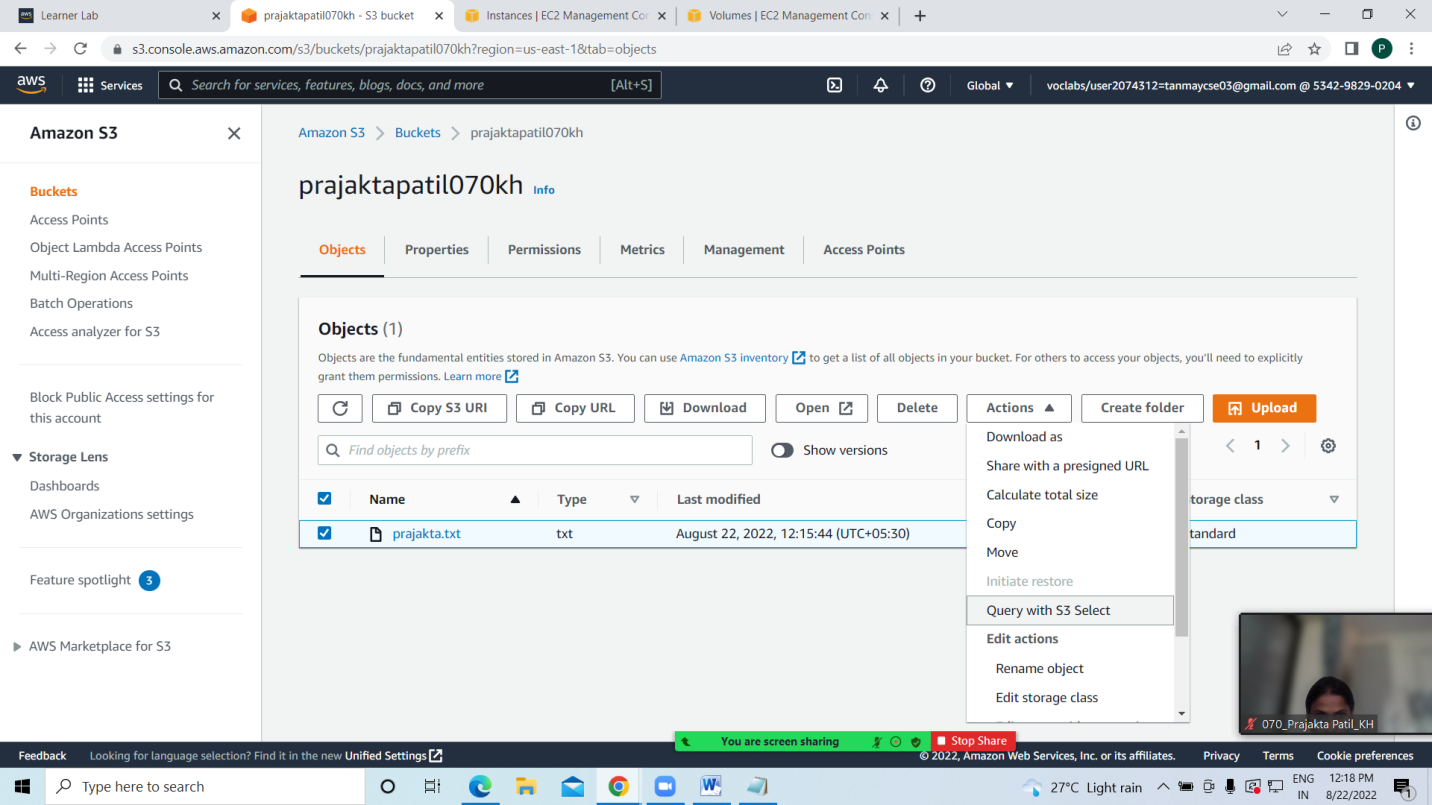 Learner Lab
prajaktapatil070kh - S3 bucket
Instances | EC2 Management Con
Volumes | EC2 Management Con
s3.console.aws.amazon.com/s3/buckets/prajaktapatil070kh?region=us-east-1&tab=objects
P
aws
Services
Search for services, features, blogs, docs, and more
[Alt+S]
Global
voclabs/user2074312=tanmaycse03@gmail.com @ 5342-9829-0204
Amazon S3
Buckets
Access Points
Object Lambda Access Points
Multi-Region Access Points
Batch Operations
Access analyzer for S3
Block Public Access settings for
this account
Storage Lens
Dashboards
AWS Organizations settings
Feature spotlight 3
AWS Marketplace for S3
Amazon S3 > Buckets > prajaktapatil070kh
prajaktapatil070kh Info
Objects
Properties
Permissions
Metrics
Management
Access Points
Objects (1)
Objects are the fundamental entities stored in Amazon S3. You can use Amazon S3 inventory to get a list of all objects in your bucket. For others to access your objects, you'll need to explicitly
grant them permissions. Learn more
Copy S3 URI
Copy URL
Download
Open
Delete
Actions
Create folder
Upload
Find objects by prefix
Show versions
1
Name
Type
Last modified
torage class
prajakta.txt
txt
August 22, 2022, 12:15:44 (UTC+05:30)
tandard
Download as
Share with a presigned URL
Calculate total size
Copy
Move
Initiate restore
Query with S3 Select
Edit actions
Rename object
Edit storage class
070_Prajakta Patil_KH
You are screen sharing
Stop Share
Feedback
Looking for language selection? Find it in the new Unified Settings
© 2022, Amazon Web Services, Inc. or its affiliates.
Privacy
Terms
Cookie preferences
Type here to search
27°C Light rain
ENG
IN
12:18 PM
8/22/2022
1